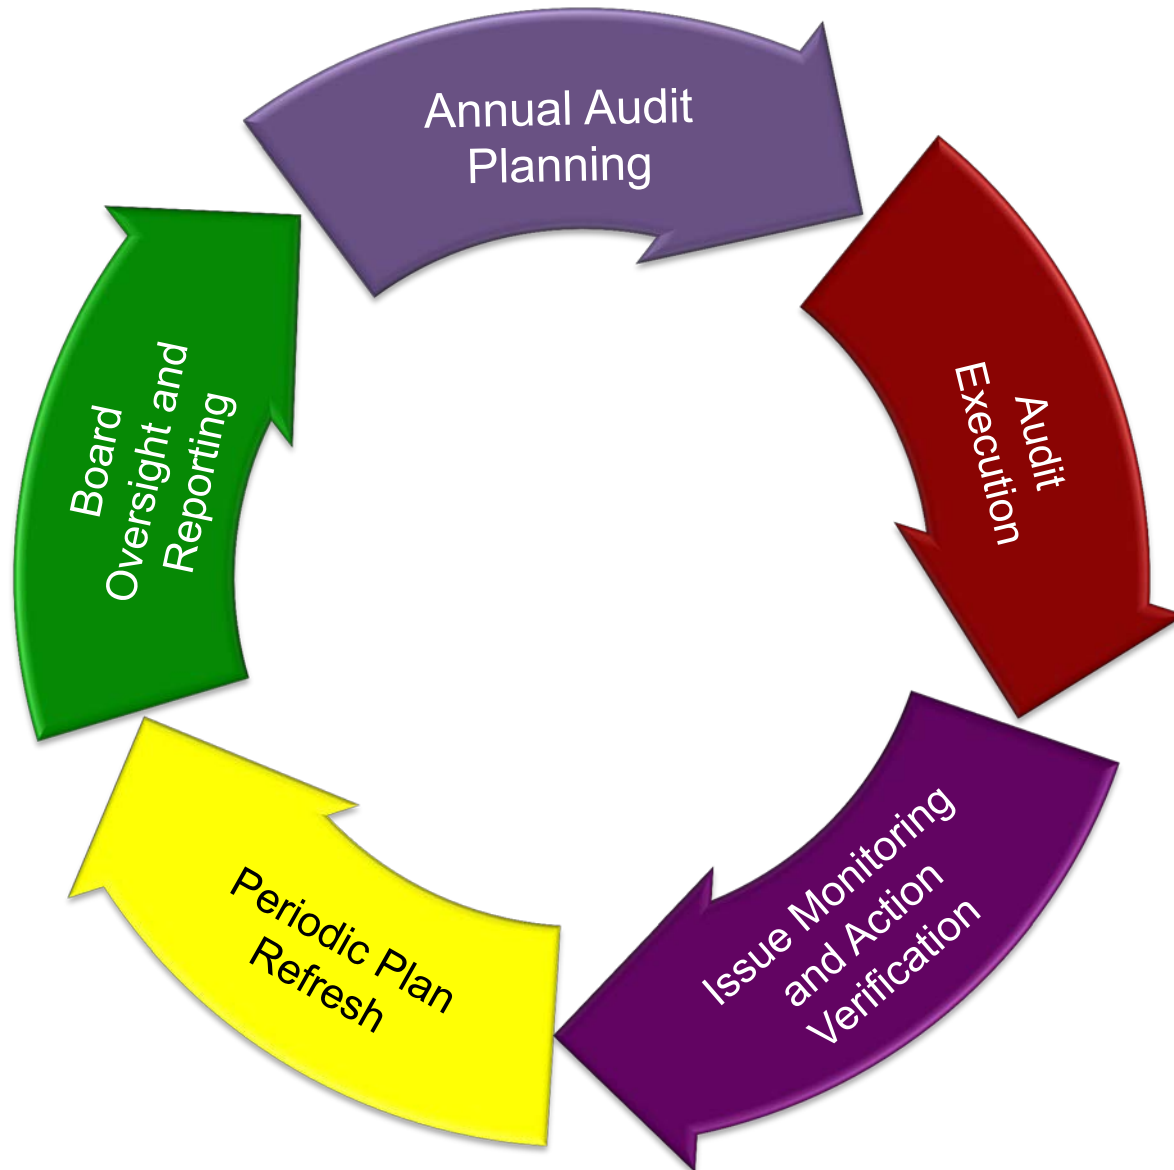 Annual Audit
Planning
Audit
Execution
Issue Monitoring
and Action
Verification
Periodic Plan
Refresh
Board
Oversight and
Reporting